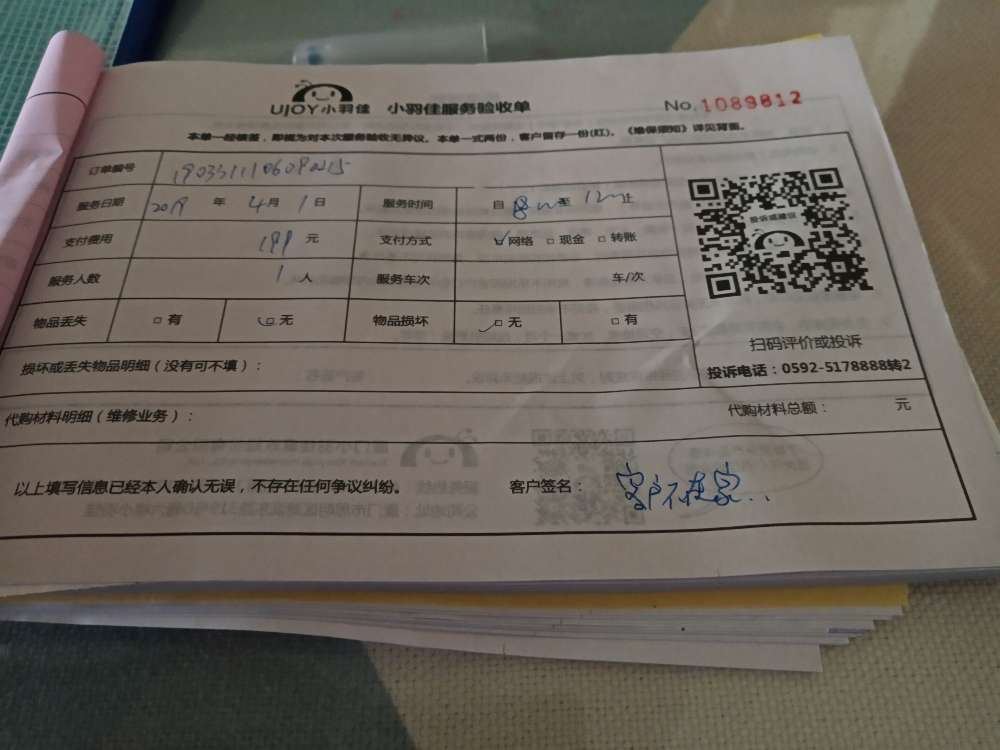 UJOY小羽佳 小羽佳服务验收单 No.1089812
本单一经核签，即视为对本次服务验收无异议。本单一式两份，客户留存一份(红)。《维保须知》详见背面。
订单编号
服务日期 2019 年 4 月 1 日 服务时间 自 8 至 12 止
支付费用 199 元 支付方式 网络 现金 转账
服务人数 1 人 服务车次 车/次
物品丢失 有 无 物品损坏 无 有
投诉或建议
扫码评价或投诉
投诉电话：0592-5178888转2
损坏或丢失物品明细（没有可不填）：
代购材料明细（维修业务）： 代购材料总额： 元
以上填写信息已经本人确认无误，不存在任何争议纠纷。 客户签名： 客户不在家..